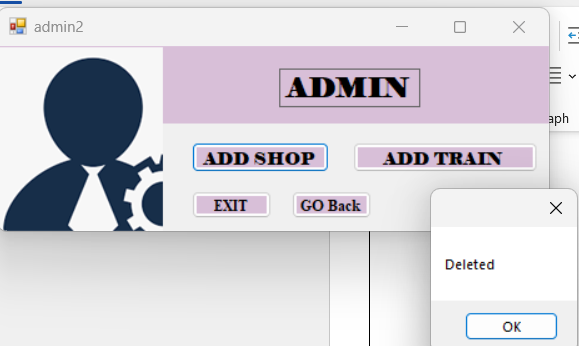 admin2
ADMIN
aph
ADD SHOP
ADD TRAIN
EXIT
GO Back
Deleted
OK